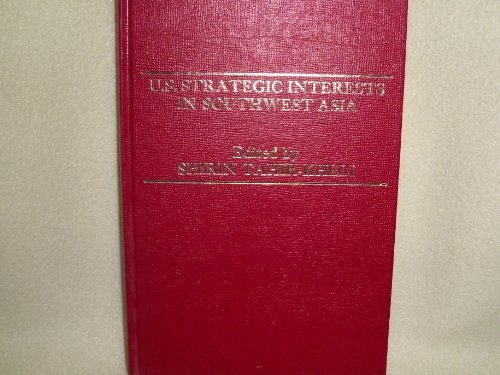 U.S. STRATEGIC INTERESTS
IN SOUTHWEST ASIA
Edited by
SHIRIN TAHIR-KHELI